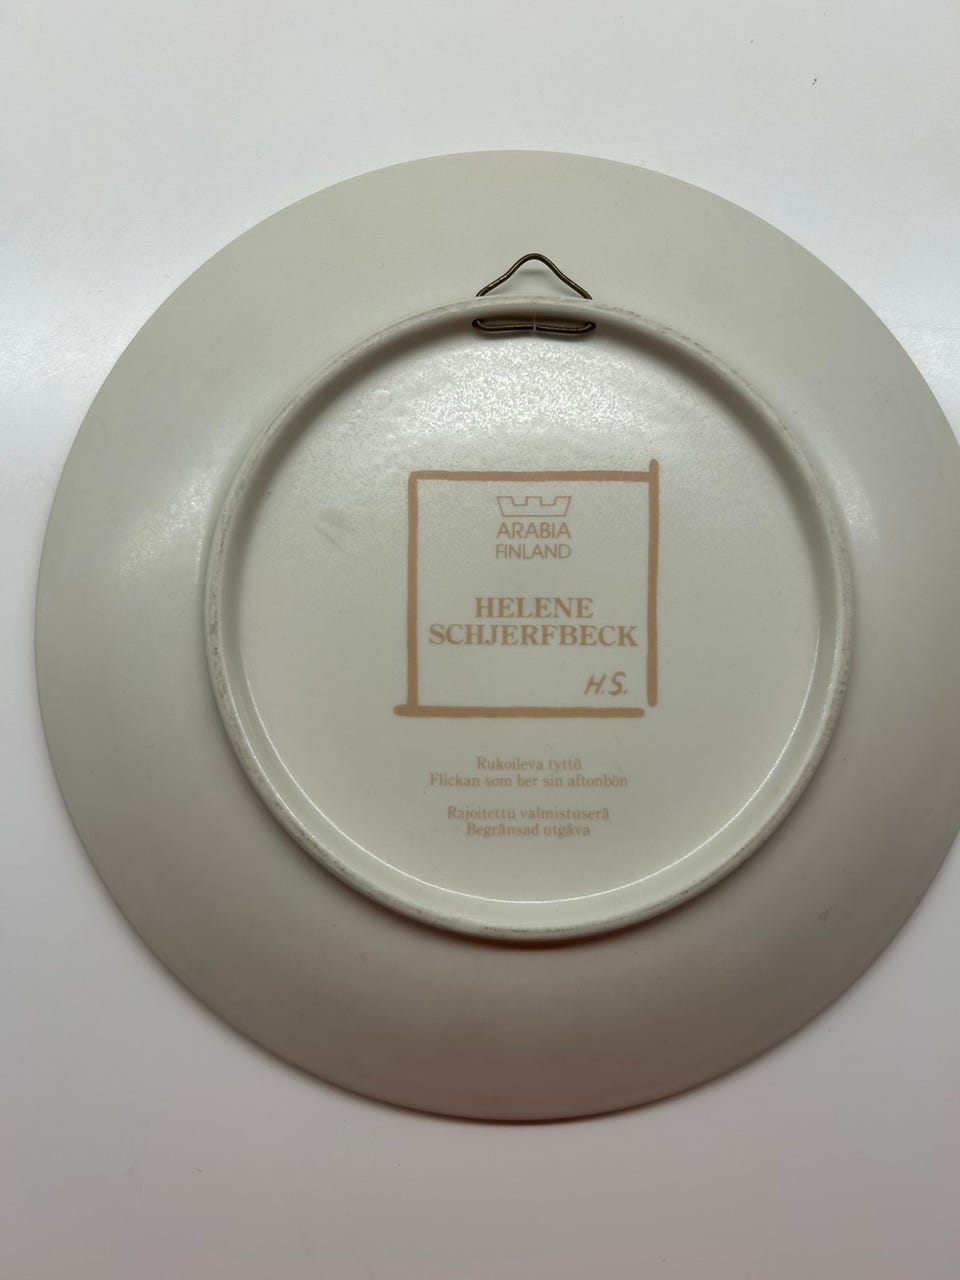 ARABIA
FINLAND
HELENE
SCHJERFBECK
H.S.
Rukoileva tyttö
Flickan som ber sin aftonbön
Rajoitettu valmistuserä
Begränsad utgåva